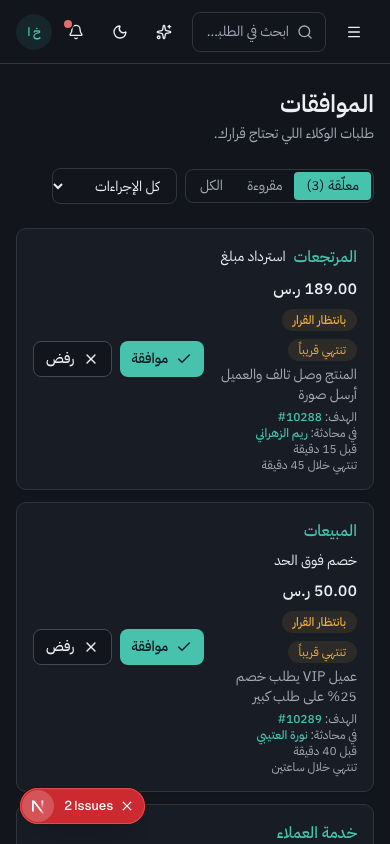 خ ا
ابحث في الطلبـ...
الموافقات
طلبات الوكلاء اللي تحتاج قرارك.
معلّقة (3)
مقروءة
الكل
كل الإجراءات
المرتجعات استرداد مبلغ
189.00 ر.س
بانتظار القرار
تنتهي قريباً
المنتج وصل تالف والعميل
أرسل صورة
الهدف: #10288
في محادثة: ريم الزهراني
قبل 15 دقيقة
تنتهي خلال 45 دقيقة
موافقة
رفض
المبيعات
خصم فوق الحد
50.00 ر.س
بانتظار القرار
تنتهي قريباً
عميل VIP يطلب خصم
25% على طلب كبير
الهدف: #10289
في محادثة: نورة العتيبي
قبل 40 دقيقة
تنتهي خلال ساعتين
موافقة
رفض
خدمة العملاء
N 2 Issues